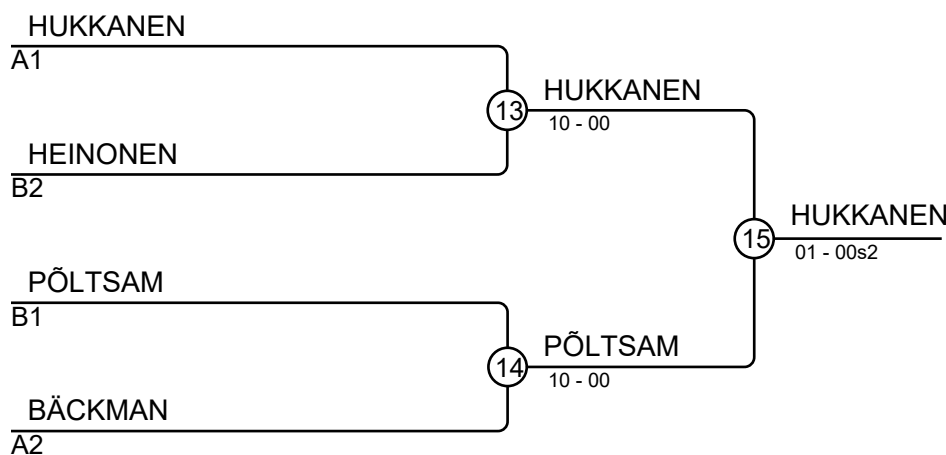 HUKKANEN
A1
13
HUKKANEN
10 - 00
HEINONEN
B2
15
HUKKANEN
01 - 00s2
PÕLTSAM
B1
14
PÕLTSAM
10 - 00
BÄCKMAN
A2